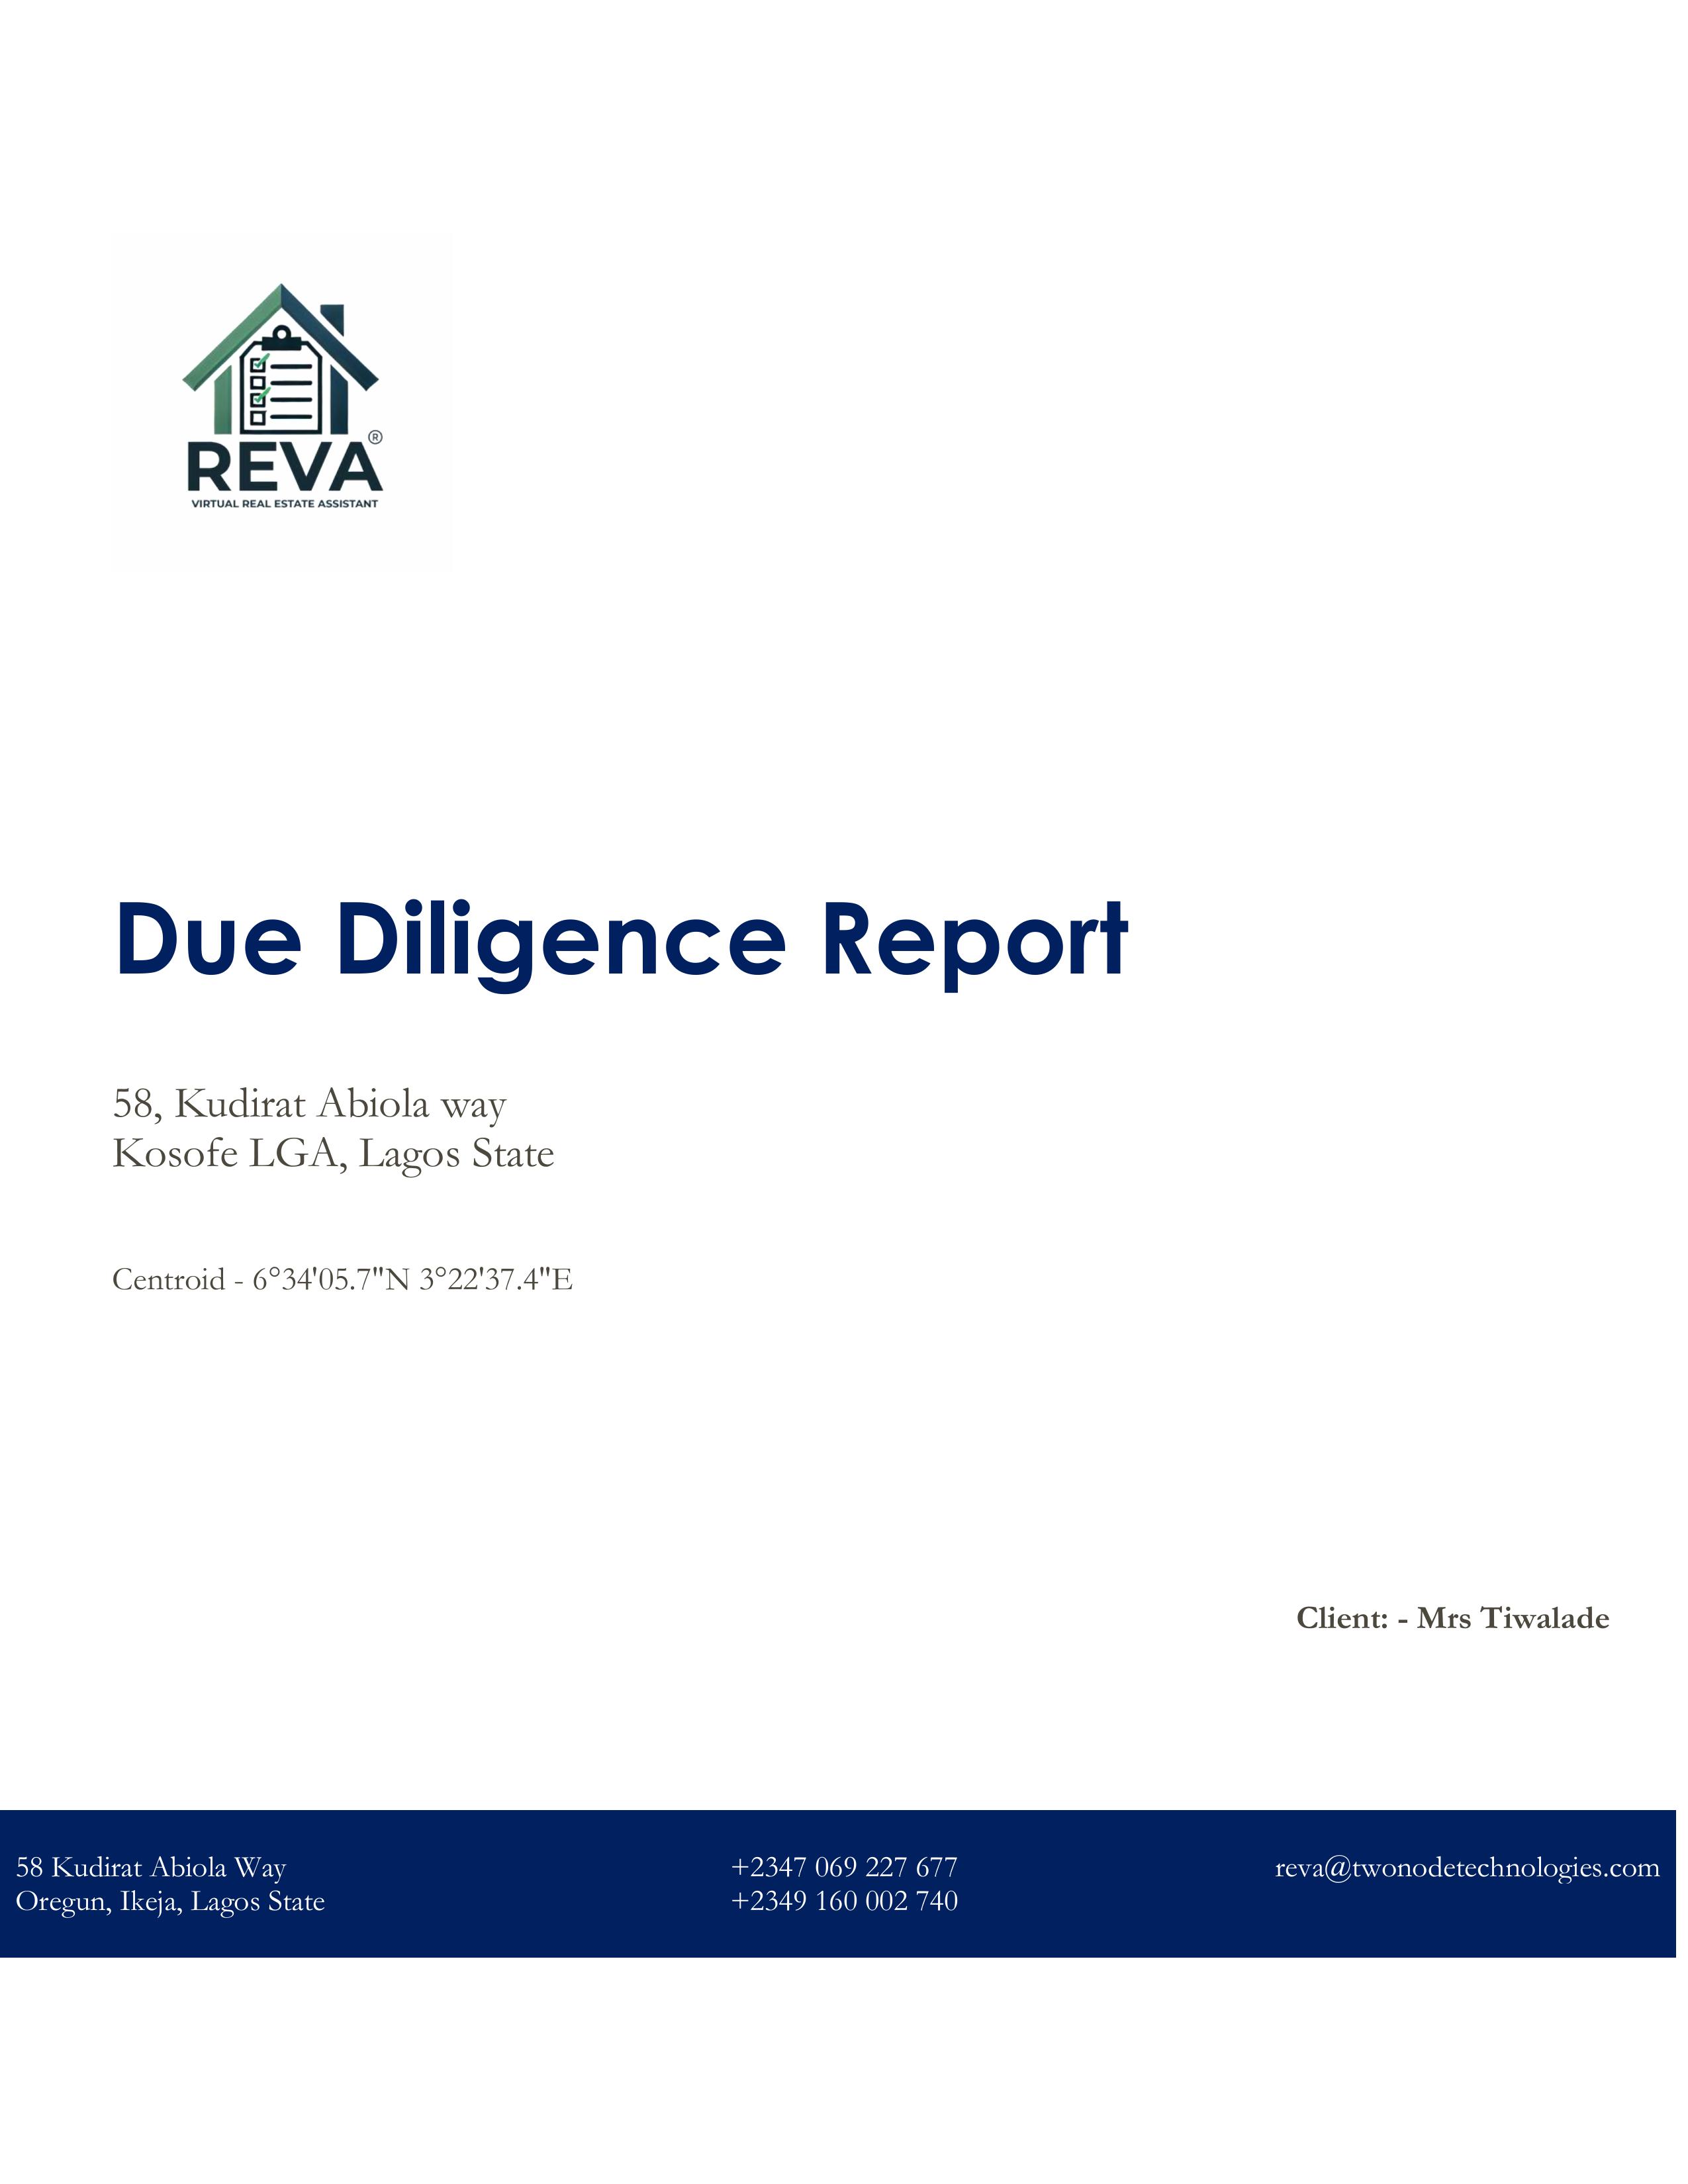 REVA®
VIRTUAL REAL ESTATE ASSISTANT
Due Diligence Report
58, Kudirat Abiola way
Kosofe LGA, Lagos State
Centroid - 6°34'05.7"N 3°22'37.4"E
Client: - Mrs Tiwalade
58 Kudirat Abiola Way
Oregun, Ikeja, Lagos State
+2347 069 227 677
+2349 160 002 740
reva@twonodetechnologies.com